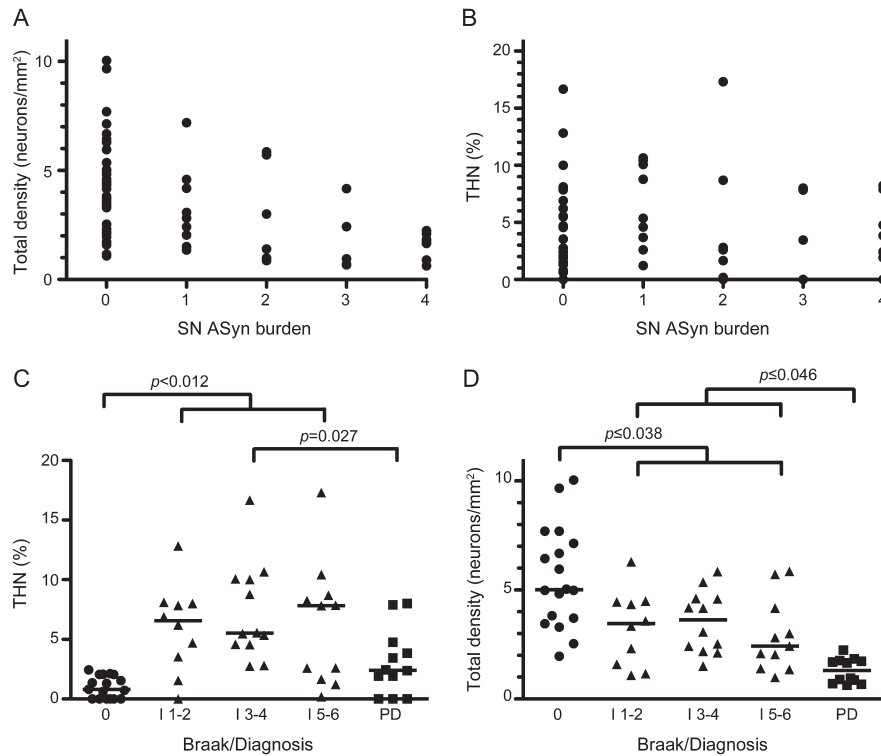 A
Total density (neurons/mm²)
10
5
0
0 1 2 3 4
SN ASyn burden
B
THN (%)
20
15
10
5
0
0 1 2 3 4
SN ASyn burden
C
p<0.012
p=0.027
THN (%)
20
15
10
5
0
0 I 1-2 I 3-4 I 5-6 PD
Braak/Diagnosis
D
p≤0.046
p≤0.038
Total density (neurons/mm²)
10
5
0
0 I 1-2 I 3-4 I 5-6 PD
Braak/Diagnosis